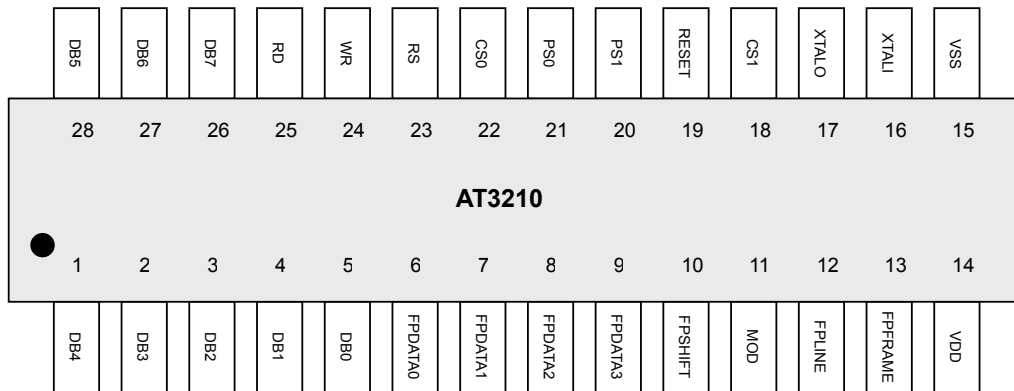 DB5 DB6 DB7 RD WR RS CS0 PS0 PS1 RESET CS1 XTALO XTALI VSS
28 27 26 25 24 23 22 21 20 19 18 17 16 15
AT3210
1 2 3 4 5 6 7 8 9 10 11 12 13 14
DB4 DB3 DB2 DB1 DB0 FPDATA0 FPDATA1 FPDATA2 FPDATA3 FPSHIFT MOD FPLINE FPFRAME VDD